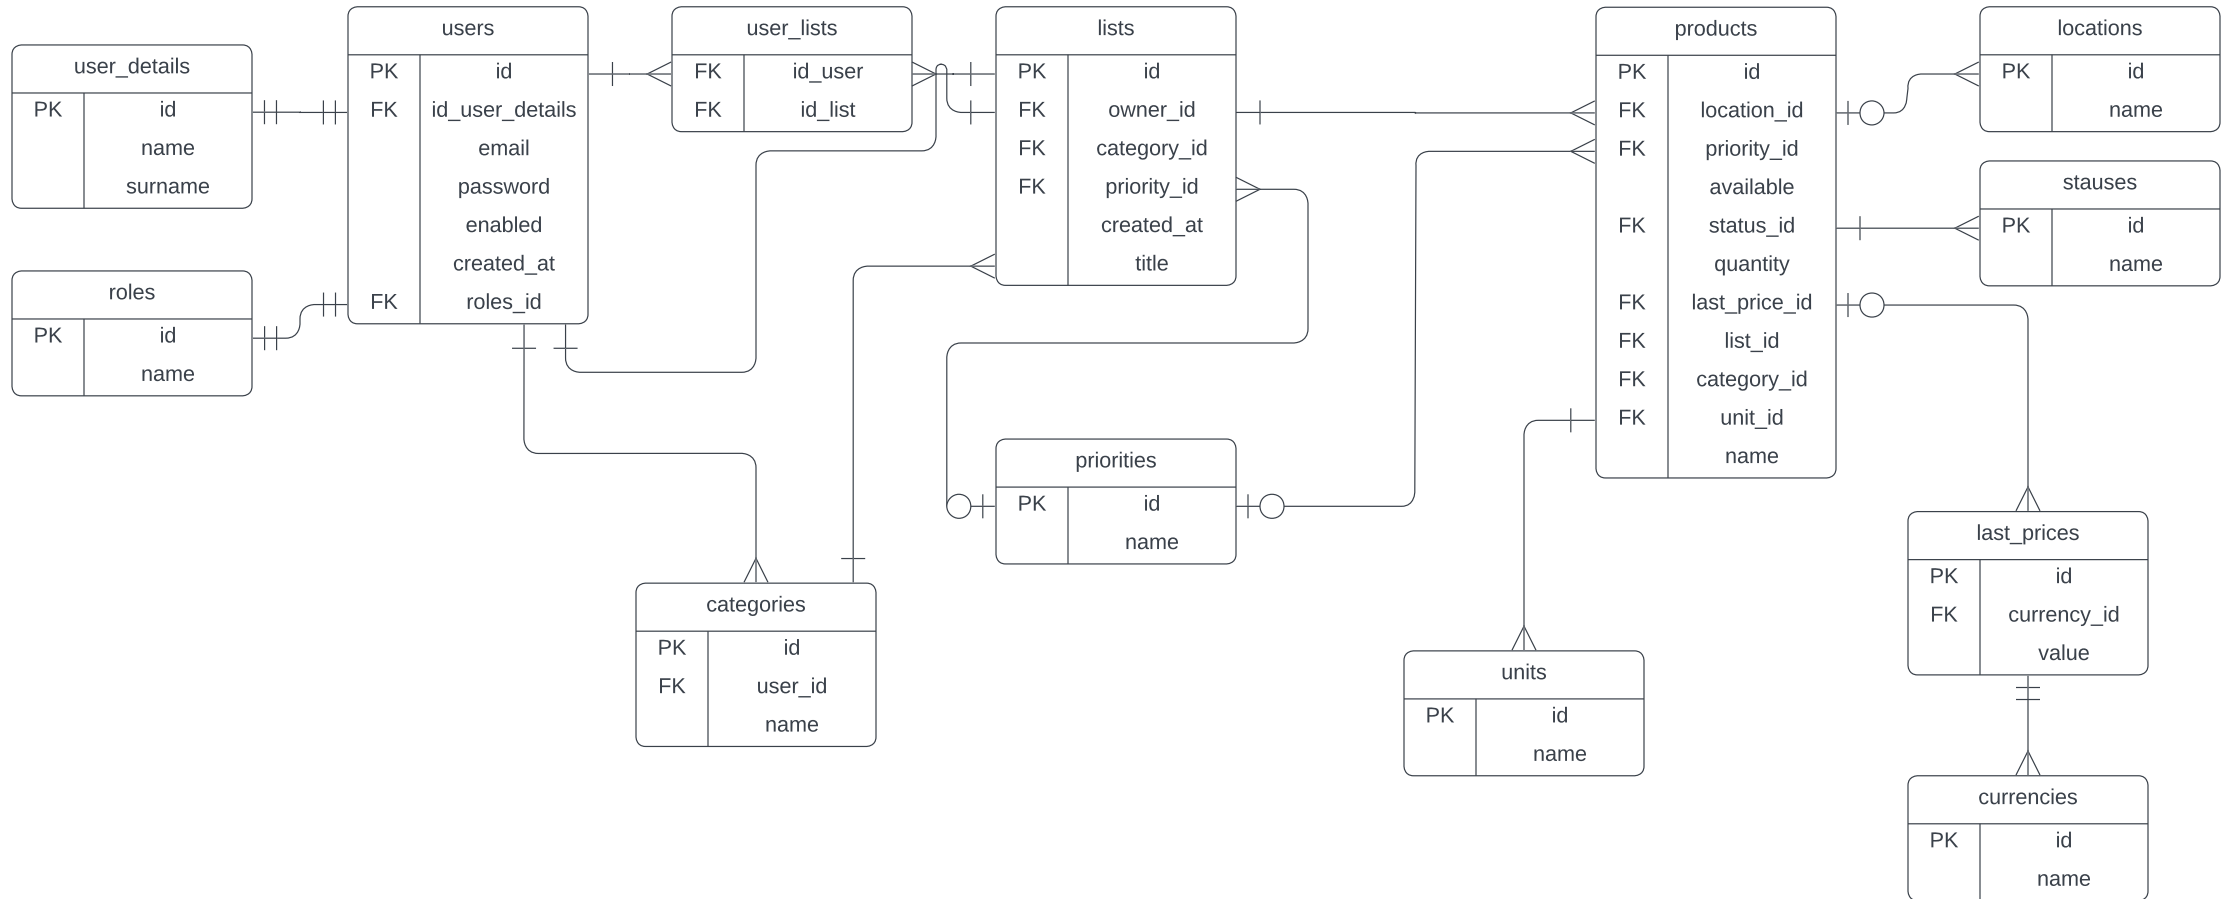 user_details
PK id
name
surname
roles
PK id
name
users
PK id
FK id_user_details
email
password
enabled
created_at
FK roles_id
user_lists
FK id_user
FK id_list
lists
PK id
FK owner_id
FK category_id
FK priority_id
created_at
title
categories
PK id
FK user_id
name
priorities
PK id
name
products
PK id
FK location_id
FK priority_id
available
FK status_id
quantity
FK last_price_id
FK list_id
FK category_id
FK unit_id
name
units
PK id
name
locations
PK id
name
stauses
PK id
name
last_prices
PK id
FK currency_id
value
currencies
PK id
name